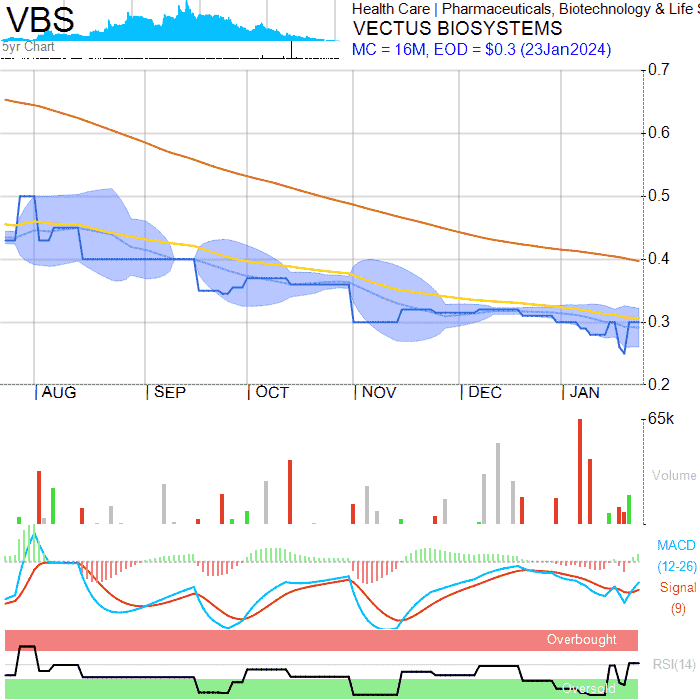 VBS
5yr Chart
Health Care | Pharmaceuticals, Biotechnology & Life S
VECTUS BIOSYSTEMS
MC = 16M, EOD = $0.3 (23Jan2024)
0.7
0.6
0.5
0.4
0.3
0.2
AUG SEP OCT NOV DEC JAN
65k
Volume
MACD
(12-26)
Signal
(9)
Overbought
RSI(14)
Oversold